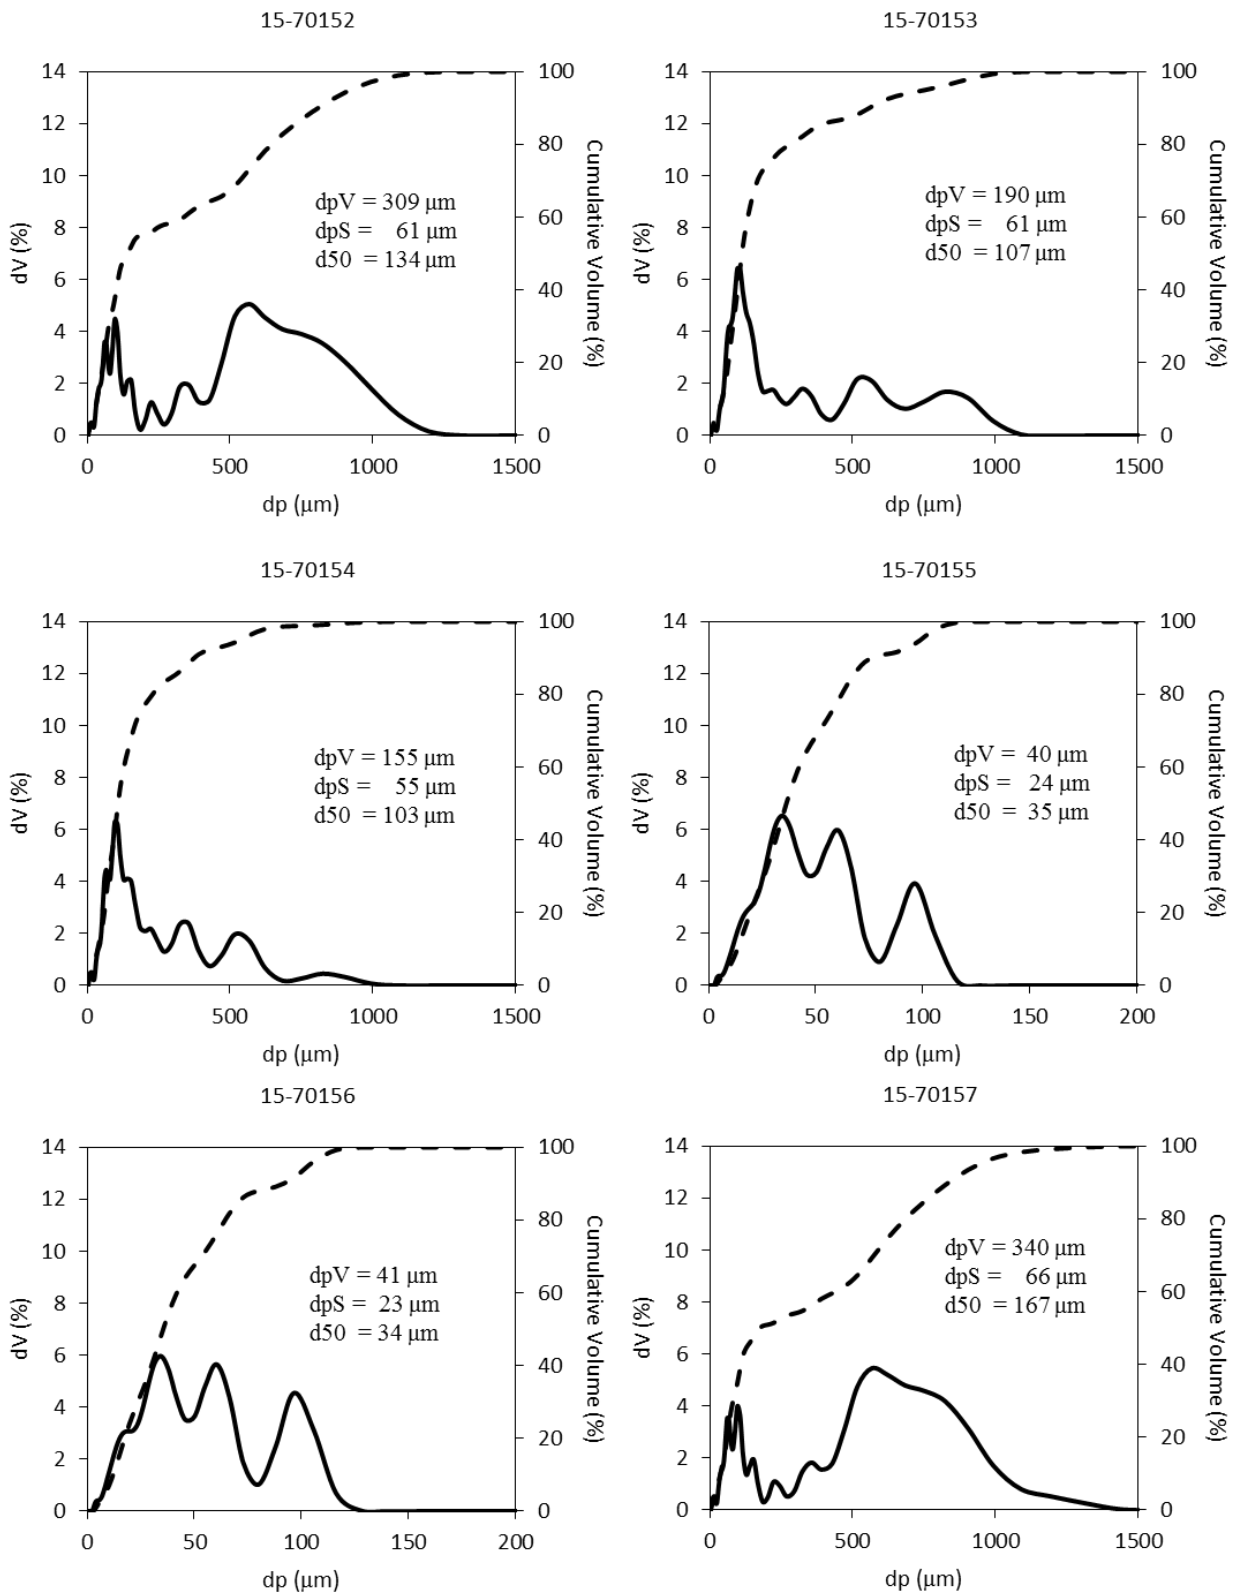 15-70152
14
12
10
8
6
4
2
0
dV (%)
100
80
60
40
20
0
Cumulative Volume (%)
dpV = 309 µm
dpS = 61 µm
d50 = 134 µm
0 500 1000 1500
dp (µm)
15-70153
14
12
10
8
6
4
2
0
dV (%)
100
80
60
40
20
0
Cumulative Volume (%)
dpV = 190 µm
dpS = 61 µm
d50 = 107 µm
0 500 1000 1500
dp (µm)
15-70154
14
12
10
8
6
4
2
0
dV (%)
100
80
60
40
20
0
Cumulative Volume (%)
dpV = 155 µm
dpS = 55 µm
d50 = 103 µm
0 500 1000 1500
dp (µm)
15-70155
14
12
10
8
6
4
2
0
dV (%)
100
80
60
40
20
0
Cumulative Volume (%)
dpV = 40 µm
dpS = 24 µm
d50 = 35 µm
0 50 100 150 200
dp (µm)
15-70156
14
12
10
8
6
4
2
0
dV (%)
100
80
60
40
20
0
Cumulative Volume (%)
dpV = 41 µm
dpS = 23 µm
d50 = 34 µm
0 50 100 150 200
dp (µm)
15-70157
14
12
10
8
6
4
2
0
dV (%)
100
80
60
40
20
0
Cumulative Volume (%)
dpV = 340 µm
dpS = 66 µm
d50 = 167 µm
0 500 1000 1500
dp (µm)